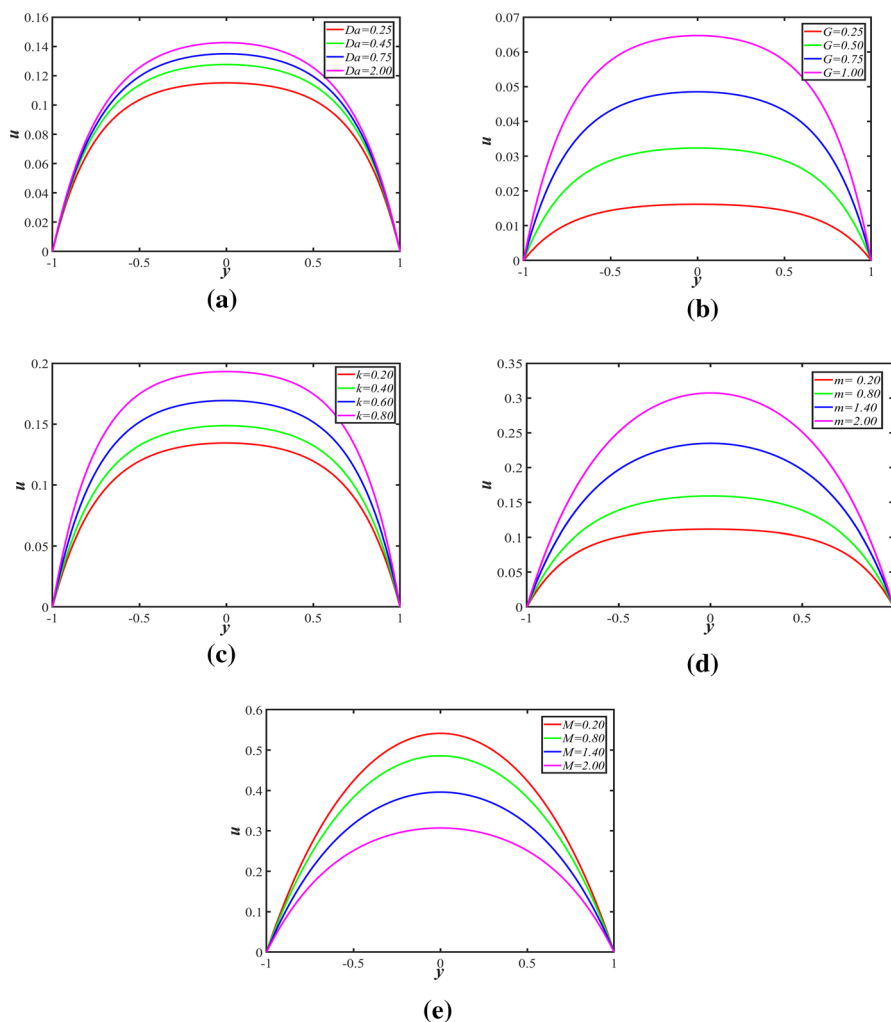 0.16
0.14
0.12
0.1
0.08
0.06
0.04
0.02
0
u
Da=0.25
Da=0.45
Da=0.75
Da=2.00
-1 -0.5 0 0.5 1
y
(a)
0.07
0.06
0.05
0.04
0.03
0.02
0.01
0
u
G=0.25
G=0.50
G=0.75
G=1.00
-1 -0.5 0 0.5 1
y
(b)
0.2
0.15
0.1
0.05
0
u
k=0.20
k=0.40
k=0.60
k=0.80
-1 -0.5 0 0.5 1
y
(c)
0.35
0.3
0.25
0.2
0.15
0.1
0.05
0
u
m= 0.20
m= 0.80
m=1.40
m=2.00
-1 -0.5 0 0.5
y
(d)
0.6
0.5
0.4
0.3
0.2
0.1
0
u
M=0.20
M=0.80
M=1.40
M=2.00
-1 -0.5 0 0.5 1
y
(e)